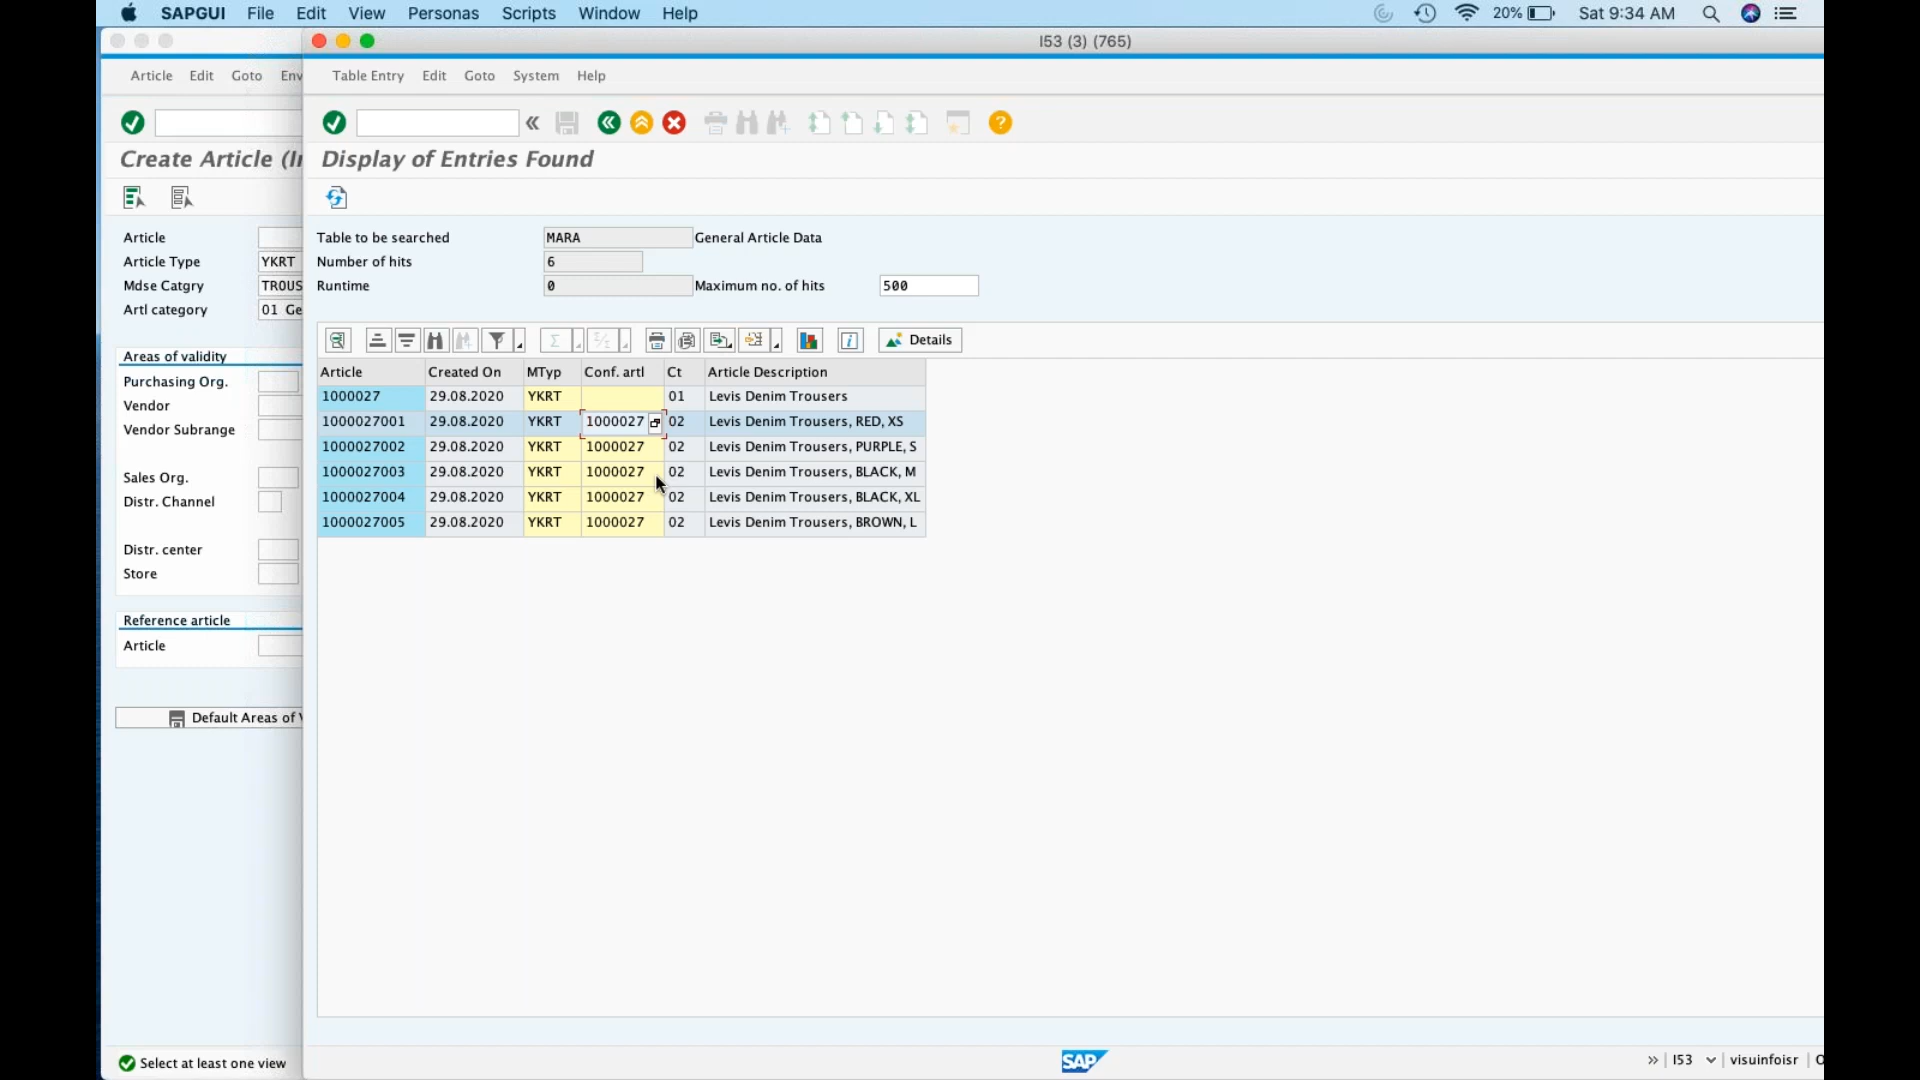 SAPGUI File Edit View Personas Scripts Window Help 20% Sat 9:34 AM
I53 (3) (765)
Article Edit Goto Env
Table Entry Edit Goto System Help
Create Article (In
Display of Entries Found
Article
Article Type YKRT
Mdse Catgry TROUS
Artl category 01 Ge
Areas of validity
Purchasing Org.
Vendor
Vendor Subrange
Sales Org.
Distr. Channel
Distr. center
Store
Reference article
Article
Default Areas of V
Select at least one view
Table to be searched MARA General Article Data
Number of hits 6
Runtime 0 Maximum no. of hits 500
Details
Article Created On MTyp Conf. artl Ct Article Description
1000027 29.08.2020 YKRT 01 Levis Denim Trousers
1000027001 29.08.2020 YKRT 1000027 02 Levis Denim Trousers, RED, XS
1000027002 29.08.2020 YKRT 1000027 02 Levis Denim Trousers, PURPLE, S
1000027003 29.08.2020 YKRT 1000027 02 Levis Denim Trousers, BLACK, M
1000027004 29.08.2020 YKRT 1000027 02 Levis Denim Trousers, BLACK, XL
1000027005 29.08.2020 YKRT 1000027 02 Levis Denim Trousers, BROWN, L
SAP
I53 visuinfoisr